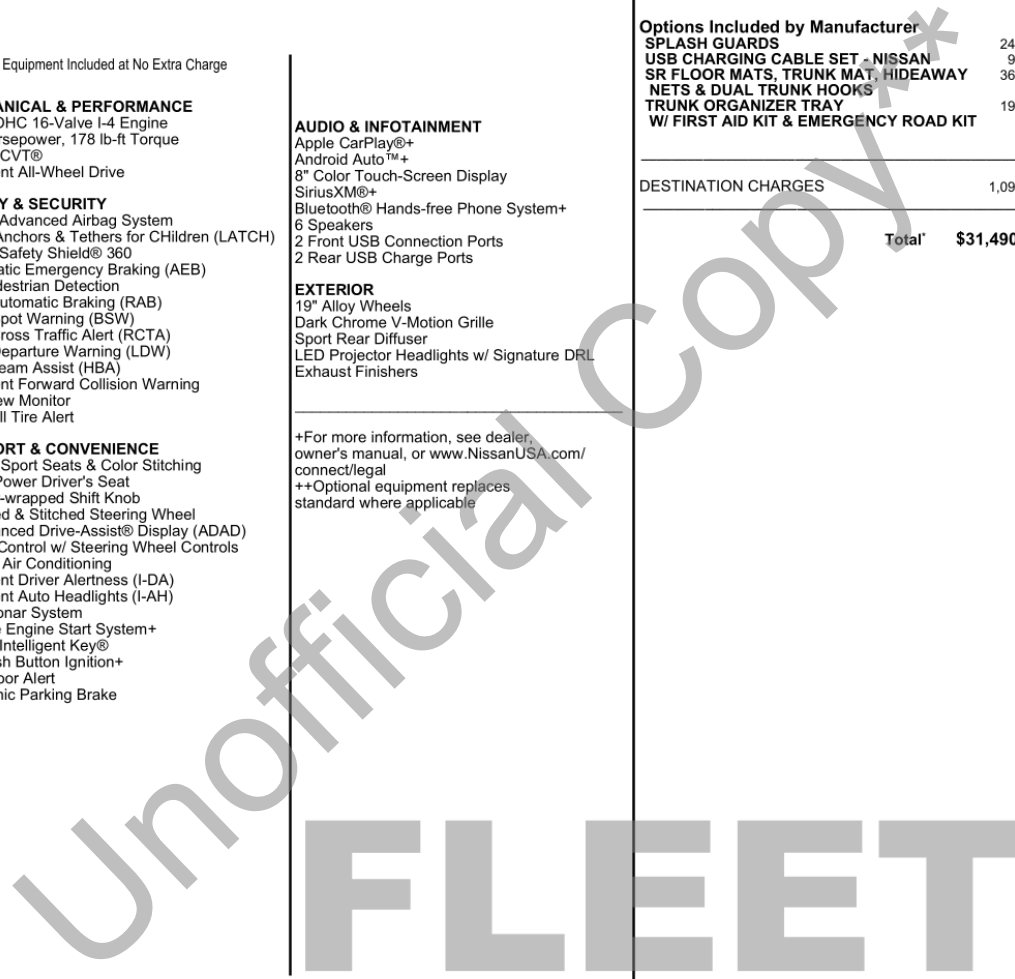 Equipment Included at No Extra Charge
ANICAL & PERFORMANCE
OHC 16-Valve I-4 Engine
rsepower, 178 lb-ft Torque
CVT®
nt All-Wheel Drive
Y & SECURITY
Advanced Airbag System
Anchors & Tethers for CHildren (LATCH)
Safety Shield® 360
atic Emergency Braking (AEB)
destrian Detection
utomatic Braking (RAB)
pot Warning (BSW)
ross Traffic Alert (RCTA)
Departure Warning (LDW)
eam Assist (HBA)
nt Forward Collision Warning
ew Monitor
ll Tire Alert
ORT & CONVENIENCE
Sport Seats & Color Stitching
Power Driver's Seat
-wrapped Shift Knob
ed & Stitched Steering Wheel
anced Drive-Assist® Display (ADAD)
Control w/ Steering Wheel Controls
Air Conditioning
nt Driver Alertness (I-DA)
nt Auto Headlights (I-AH)
onar System
e Engine Start System+
Intelligent Key®
sh Button Ignition+
oor Alert
nic Parking Brake
AUDIO & INFOTAINMENT
Apple CarPlay®+
Android Auto™+
8" Color Touch-Screen Display
SiriusXM®+
Bluetooth® Hands-free Phone System+
6 Speakers
2 Front USB Connection Ports
2 Rear USB Charge Ports
EXTERIOR
19" Alloy Wheels
Dark Chrome V-Motion Grille
Sport Rear Diffuser
LED Projector Headlights w/ Signature DRL
Exhaust Finishers
+For more information, see dealer,
owner's manual, or www.NissanUSA.com/
connect/legal
++Optional equipment replaces
standard where applicable
Options Included by Manufacturer
SPLASH GUARDS 24
USB CHARGING CABLE SET - NISSAN 9
SR FLOOR MATS, TRUNK MAT, HIDEAWAY 36
NETS & DUAL TRUNK HOOKS
TRUNK ORGANIZER TRAY 19
W/ FIRST AID KIT & EMERGENCY ROAD KIT
DESTINATION CHARGES 1,09
Total* $31,490
Unofficial Copy**
FLEET